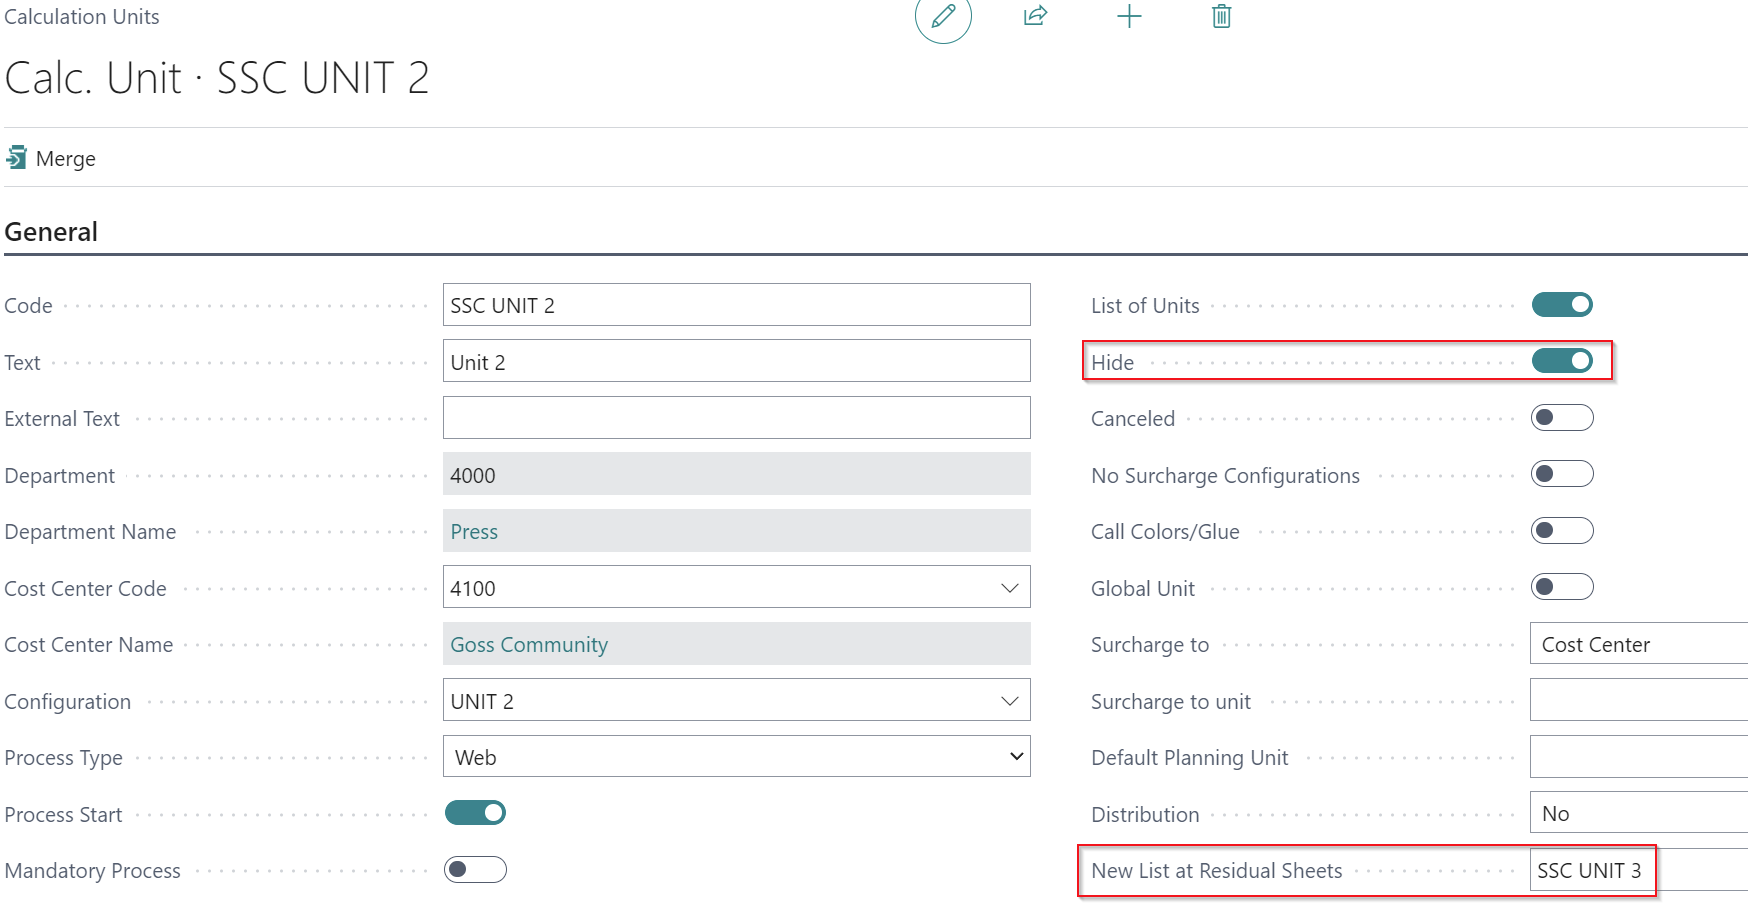 Calculation Units
Calc. Unit · SSC UNIT 2
Merge
General
Code SSC UNIT 2
Text Unit 2
External Text
Department 4000
Department Name Press
Cost Center Code 4100
Cost Center Name Goss Community
Configuration UNIT 2
Process Type Web
Process Start
Mandatory Process
List of Units
Hide
Canceled
No Surcharge Configurations
Call Colors/Glue
Global Unit
Surcharge to Cost Center
Surcharge to unit
Default Planning Unit
Distribution No
New List at Residual Sheets SSC UNIT 3